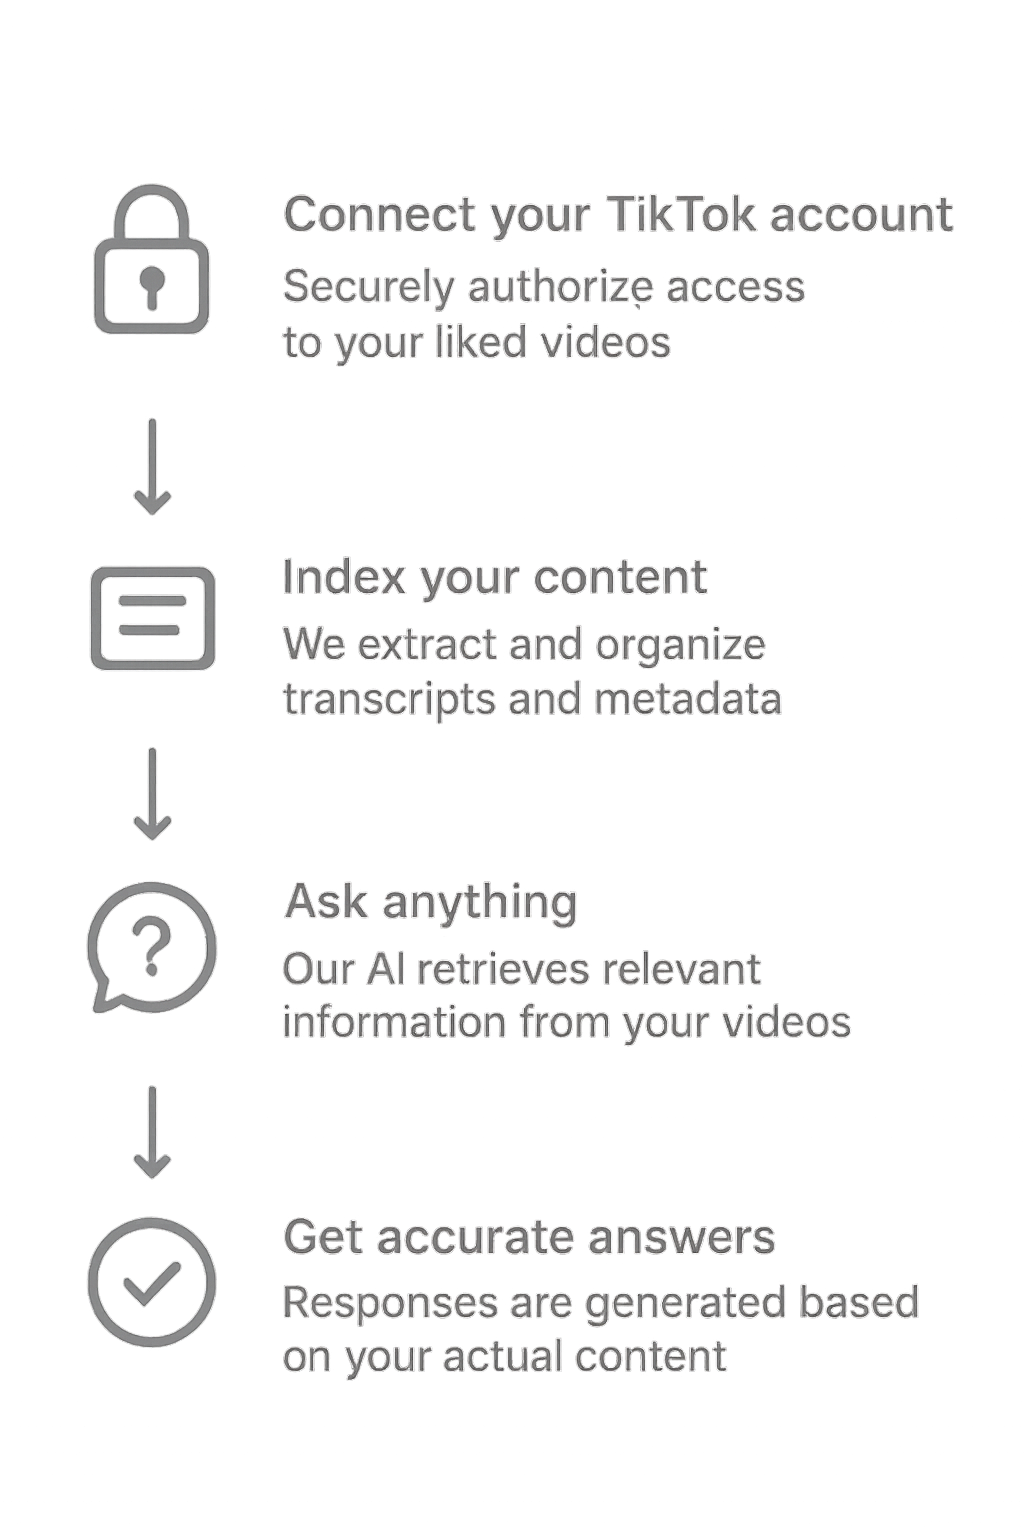 Connect your TikTok account
Securely authorize access
to your liked videos
Index your content
We extract and organize
transcripts and metadata
?
Ask anything
Our AI retrieves relevant
information from your videos
Get accurate answers
Responses are generated based
on your actual content